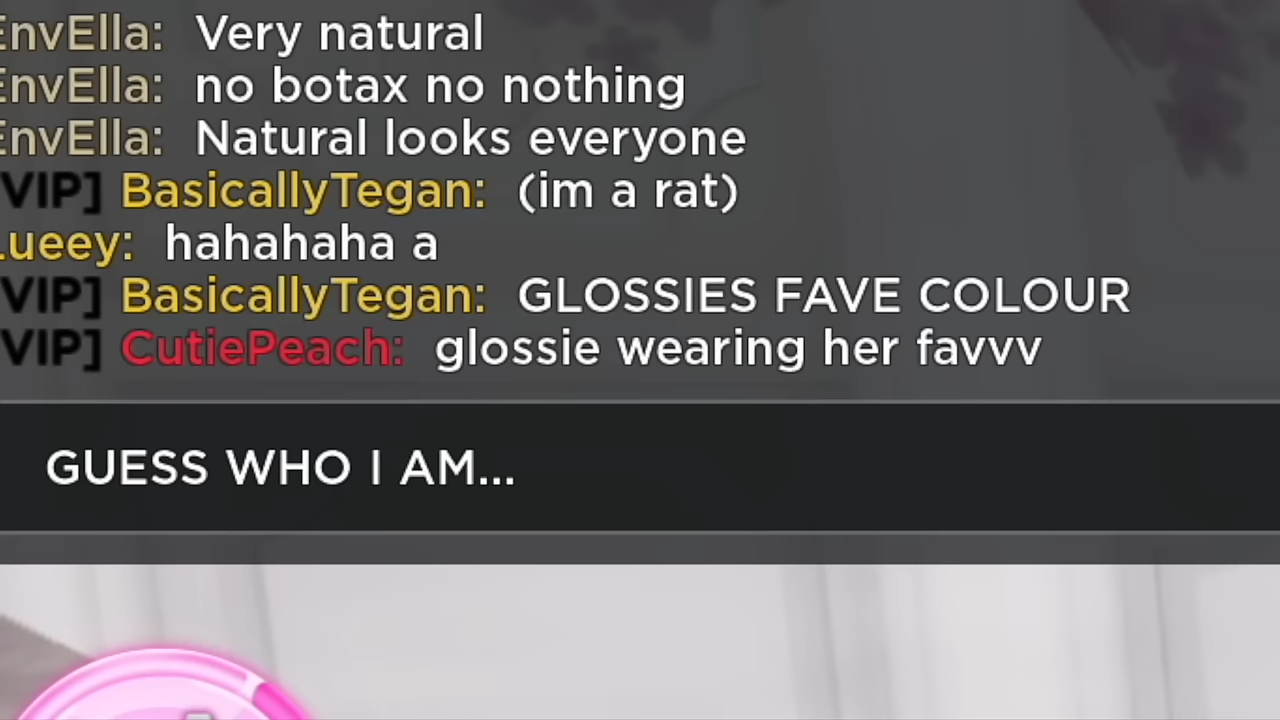 EnvElla: Very natural
EnvElla: no botax no nothing
EnvElla: Natural looks everyone
VIP] BasicallyTegan: (im a rat)
Lueey: hahahaha a
VIP] BasicallyTegan: GLOSSIES FAVE COLOUR
VIP] CutiePeach: glossie wearing her favvv
GUESS WHO I AM...